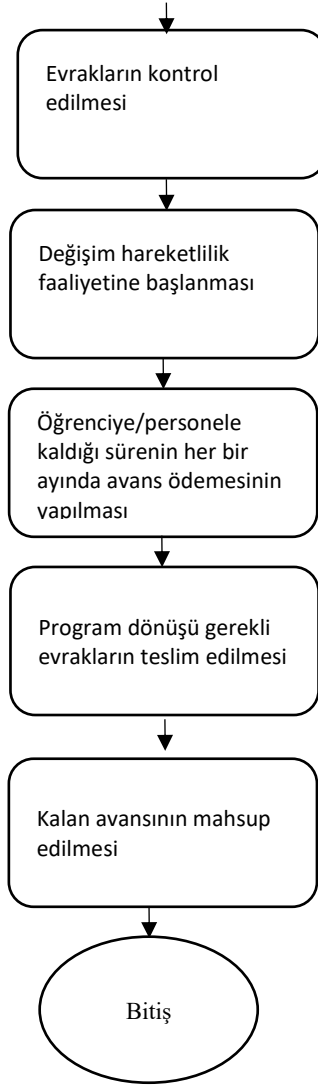 Evrakların kontrol
edilmesi
Değişim hareketlilik
faaliyetine başlanması
Öğrenciye/personele
kaldığı sürenin her bir
ayında avans ödemesinin
yapılması
Program dönüşü gerekli
evrakların teslim edilmesi
Kalan avansının mahsup
edilmesi
Bitiş